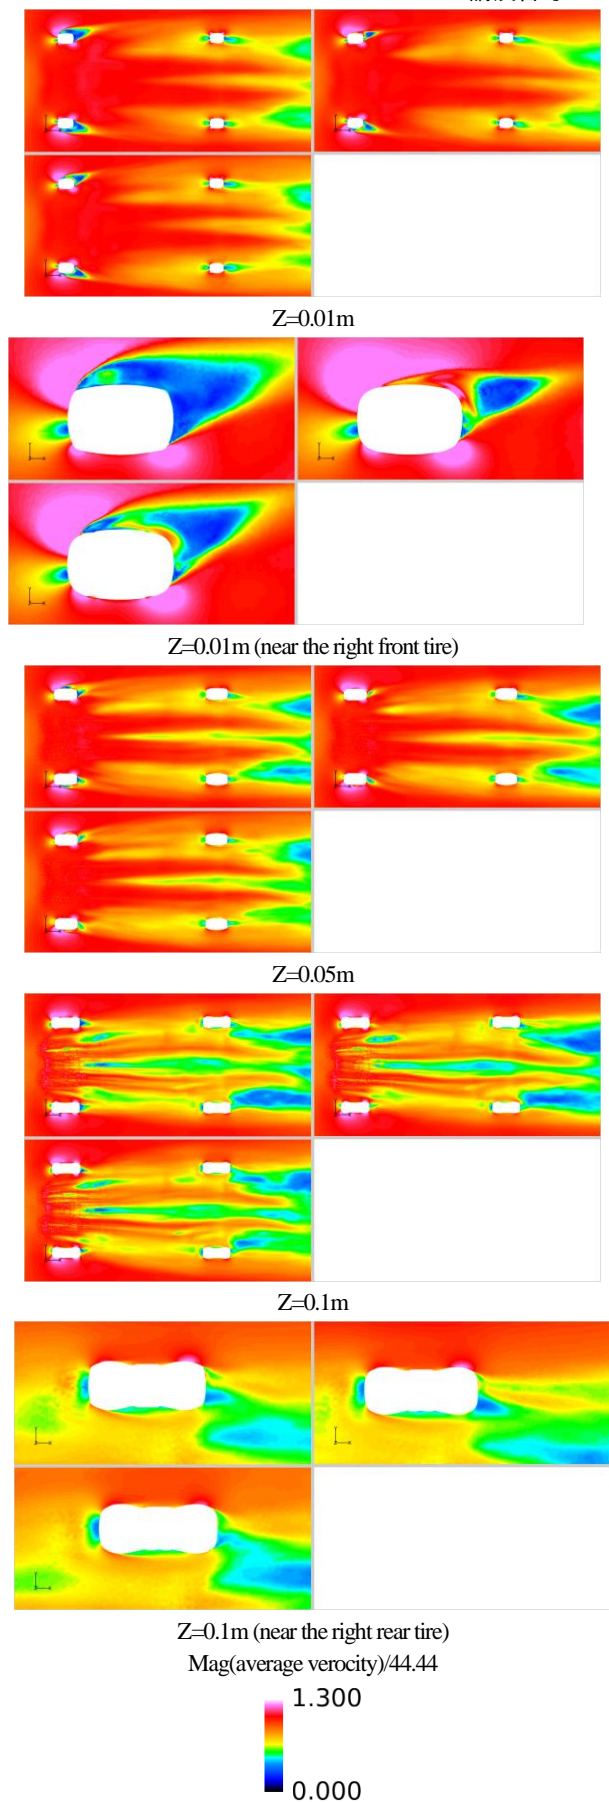 Z=0.01m
Z=0.01m (near the right front tire)
Z=0.05m
Z=0.1m
Z=0.1m (near the right rear tire)
Mag(average verocity)/44.44
1.300
0.000